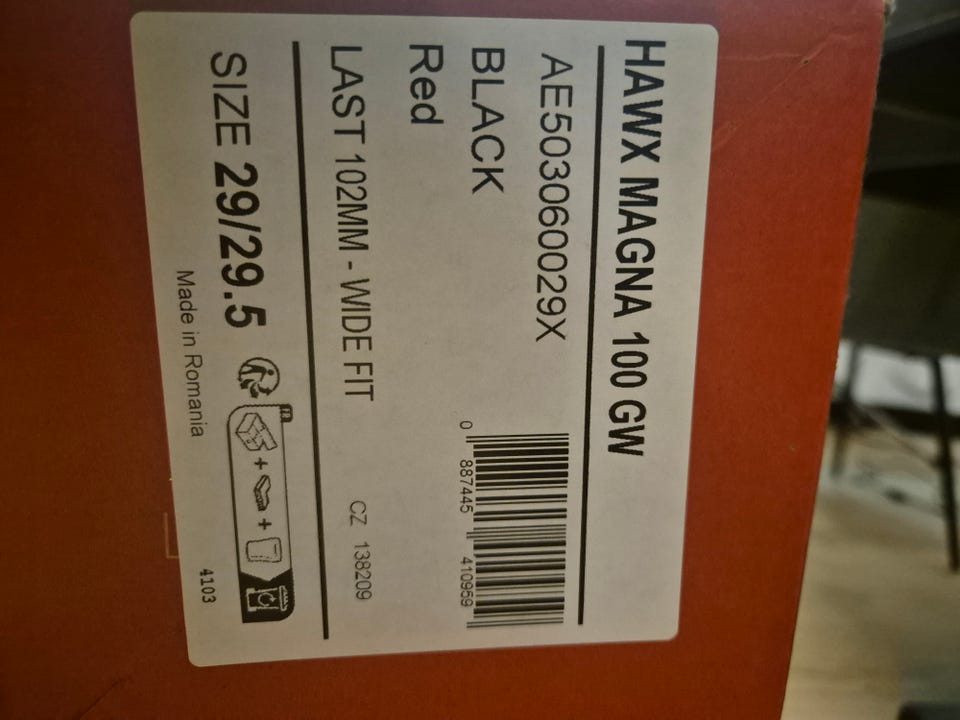 HAWX MAGNA 100 GW
AE503060029X
BLACK
Red
0 887445 410959
LAST 102MM - WIDE FIT
CZ 138209
SIZE 29/29.5
Made in Romania
4103